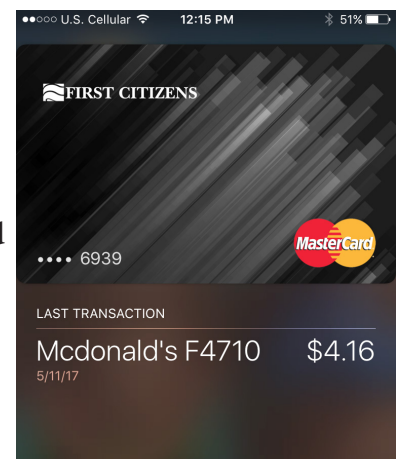 U.S. Cellular 12:15 PM 51%
FIRST CITIZENS
•••• 6939
MasterCard
LAST TRANSACTION
Mcdonald's F4710 $4.16
5/11/17